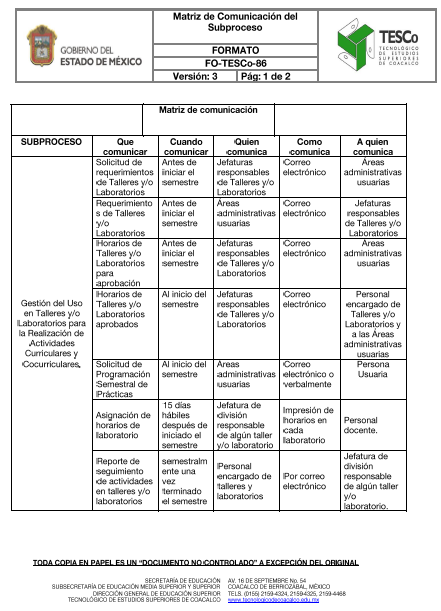 GOBIERNO DEL
ESTADO DE MÉXICO
Matriz de Comunicación del
Subproceso
FORMATO
FO-TESCo-86
Versión: 3
Pág: 1 de 2
TESCo
TECNOLÓGICO
DE ESTUDIOS
SUPERIORES
DE COACALCO
Matriz de comunicación
SUBPROCESO
Que
comunicar
Cuando
comunicar
Quien
comunica
Como
comunica
A quien
comunica
Gestión del Uso
en Talleres y/o
Laboratorios para
la Realización de
Actividades
Curriculares y
Cocurriculares.
Solicitud de
requerimientos
de Talleres y/o
Laboratorios
Antes de
iniciar el
semestre
Jefaturas
responsables
de Talleres y/o
Laboratorios
Correo
electrónico
Áreas
administrativas
usuarias
Requerimiento
s de Talleres
y/o
Laboratorios
Antes de
iniciar el
semestre
Áreas
administrativas
usuarias
Correo
electrónico
Jefaturas
responsables
de Talleres y/o
Laboratorios
Horarios de
Talleres y/o
Laboratorios
para
aprobación
Antes de
iniciar el
semestre
Jefaturas
responsables
de Talleres y/o
Laboratorios
Correo
electrónico
Áreas
administrativas
usuarias
Horarios de
Talleres y/o
Laboratorios
aprobados
Al inicio del
semestre
Jefaturas
responsables
de Talleres y/o
Laboratorios
Correo
electrónico
Personal
encargado de
Talleres y/o
Laboratorios y
a las Áreas
administrativas
usuarias
Solicitud de
Programación
Semestral de
Prácticas
Al inicio del
semestre
Áreas
administrativas
usuarias
Correo
electrónico o
verbalmente
Persona
Usuaria
Asignación de
horarios de
laboratorio
15 días
hábiles
después de
iniciado el
semestre
Jefatura de
división
responsable
de algún taller
y/o laboratorio
Impresión de
horarios en
cada
laboratorio
Personal
docente.
Reporte de
seguimiento
de actividades
en talleres y/o
laboratorios
semestralm
ente una
vez
terminado
el semestre
Personal
encargado de
talleres y
laboratorios
Por correo
electrónico
Jefatura de
división
responsable
de algún taller
y/o
laboratorio.
TODA COPIA EN PAPEL ES UN “DOCUMENTO NO CONTROLADO” A EXCEPCIÓN DEL ORIGINAL
SECRETARÍA DE EDUCACIÓN
SUBSECRETARÍA DE EDUCACIÓN MEDIA SUPERIOR Y SUPERIOR
DIRECCIÓN GENERAL DE EDUCACIÓN SUPERIOR
TECNOLÓGICO DE ESTUDIOS SUPERIORES DE COACALCO
AV. 16 DE SEPTIEMBRE No. 54
COACALCO DE BERRIOZABAL, MÉXICO
TELS. (0155) 2159-4324, 2159-4325, 2159-4468
www.tecnologicodecoacalco.edu.mx